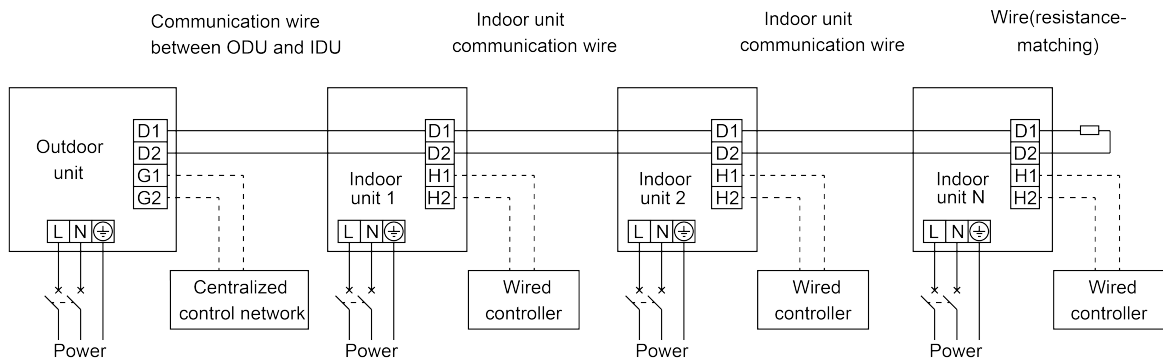 Communication wire
between ODU and IDU
Indoor unit
communication wire
Indoor unit
communication wire
Wire(resistance-
matching)
Outdoor
unit
D1
D2
G1
G2
L N
Centralized
control network
Power
Indoor
unit 1
D1
D2
H1
H2
L N
Wired
controller
Power
Indoor
unit 2
D1
D2
H1
H2
L N
Wired
controller
Power
Indoor
unit N
D1
D2
H1
H2
L N
Wired
controller
Power